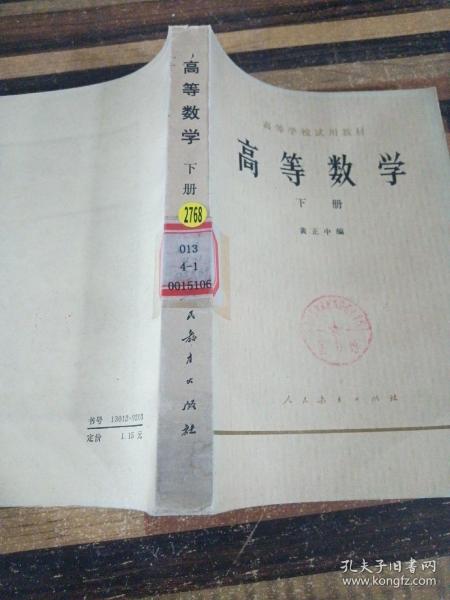 高等学校试用教材
高等数学
下册
黄正中编
人民教育出版社
高等数学
下册
2768
013
4-1
0015106
民教育出版社
书号
定价 1.15元
孔夫子旧书网
www.kongfz.com